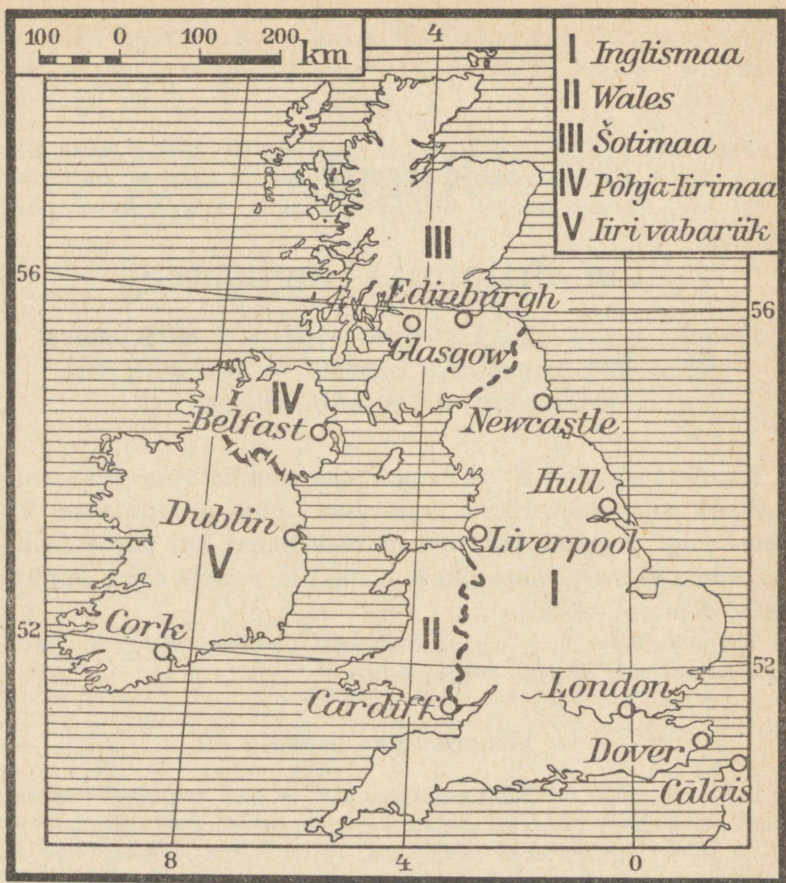 100 0 100 200 km
4
I Inglismaa
II Wales
III Šotimaa
IV Põhja-Iirimaa
V Iiri vabariik
56
III
56
Edinburgh
Glasgow
IV
Newcastle
Belfast
Hull
Dublin
Liverpool
V
I
52
Cork
II
52
London
Cardiff
Dover
Calais
8
4
0